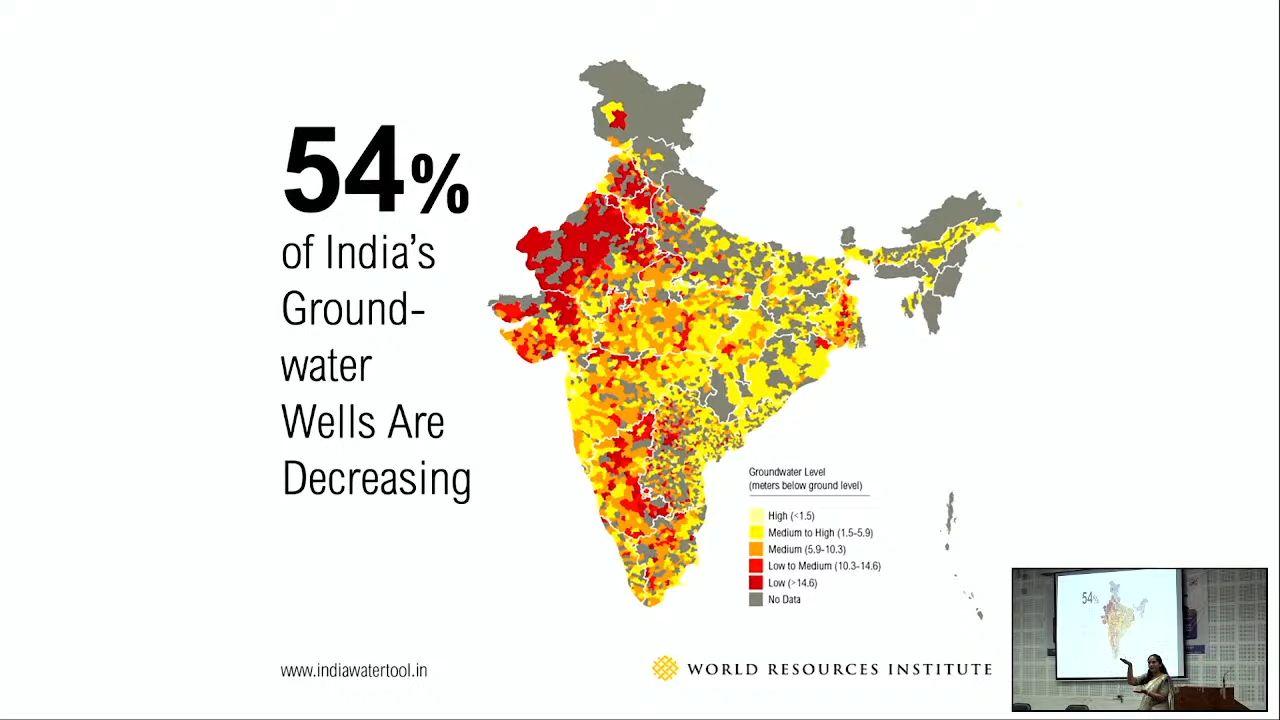 54%
of India's
Ground-
water
Wells Are
Decreasing
Groundwater Level
(meters below ground level)
High (<1.5)
Medium to High (1.5-5.9)
Medium (5.9-10.3)
Low to Medium (10.3-14.6)
Low (>14.6)
No Data
www.indiawatertool.in
WORLD RESOURCES INSTITUTE
54%